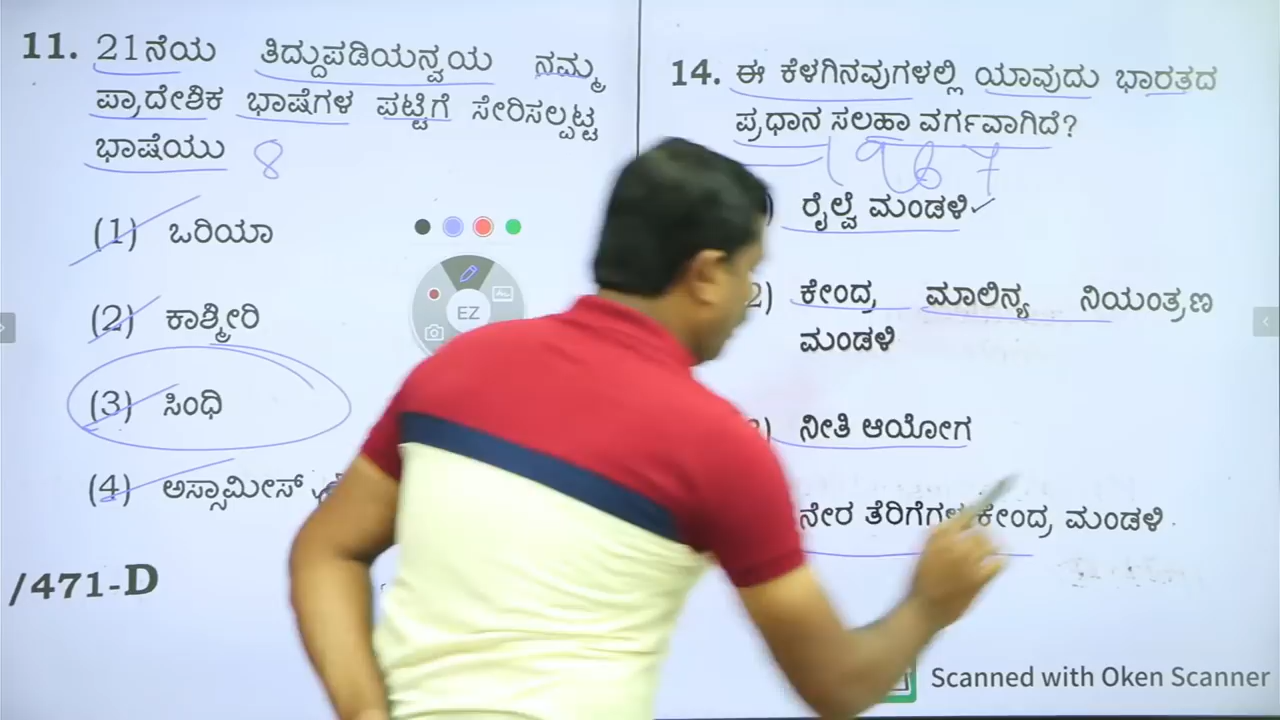 11. 21ನೆಯ ತಿದ್ದುಪಡಿಯನ್ವಯ ನಮ್ಮ
ಪ್ರಾದೇಶಿಕ ಭಾಷೆಗಳ ಪಟ್ಟಿಗೆ ಸೇರಿಸಲ್ಪಟ್ಟ
ಭಾಷೆಯು 8
(1) ಒರಿಯಾ
(2) ಕಾಶ್ಮೀರಿ
(3) ಸಿಂಧಿ
(4) ಅಸ್ಸಾಮೀಸ್
/471-D
EZ
14. ಈ ಕೆಳಗಿನವುಗಳಲ್ಲಿ ಯಾವುದು ಭಾರತದ
ಪ್ರಧಾನ ಸಲಹಾ ವರ್ಗವಾಗಿದೆ?
1967
ರೈಲ್ವೆ ಮಂಡಳಿ
2) ಕೇಂದ್ರ ಮಾಲಿನ್ಯ ನಿಯಂತ್ರಣ
ಮಂಡಳಿ
ನೀತಿ ಆಯೋಗ
ನೇರ ತೆರಿಗೆಗಳ ಕೇಂದ್ರ ಮಂಡಳಿ
Scanned with Oken Scanner